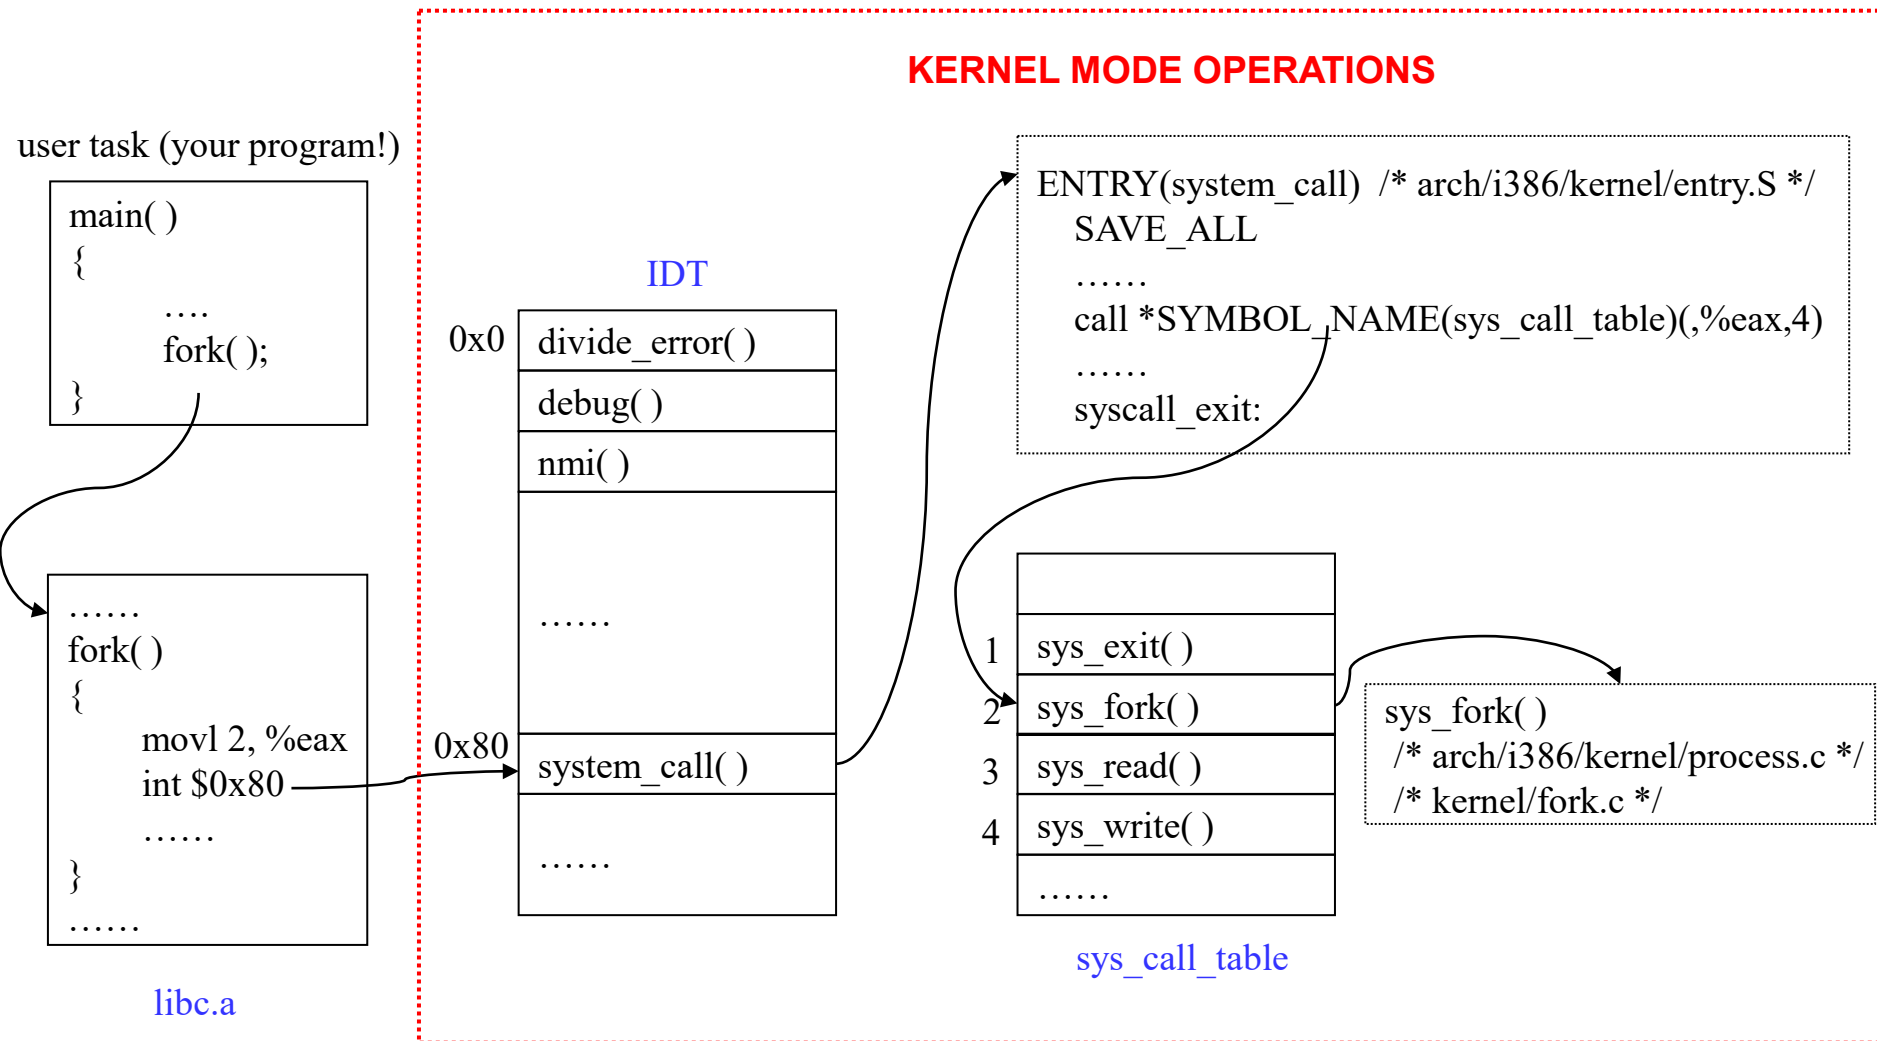 KERNEL MODE OPERATIONS
user task (your program!)
main( )
{
....
fork( );
}
......
fork( )
{
movl 2, %eax
int $0x80
......
}
......
libc.a
IDT
0x0
divide_error( )
debug( )
nmi( )
......
0x80
system_call( )
......
ENTRY(system_call) /* arch/i386/kernel/entry.S */
SAVE_ALL
......
call *SYMBOL_NAME(sys_call_table)(,%eax,4)
......
syscall_exit:
1 sys_exit( )
2 sys_fork( )
3 sys_read( )
4 sys_write( )
......
sys_call_table
sys_fork( )
/* arch/i386/kernel/process.c */
/* kernel/fork.c */